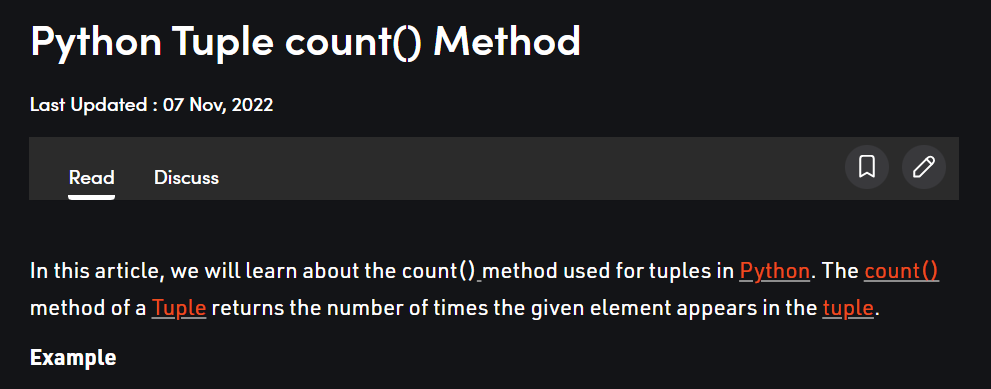 Python Tuple count() Method
Last Updated : 07 Nov, 2022
Read Discuss
In this article, we will learn about the count() method used for tuples in Python. The count()
method of a Tuple returns the number of times the given element appears in the tuple.
Example